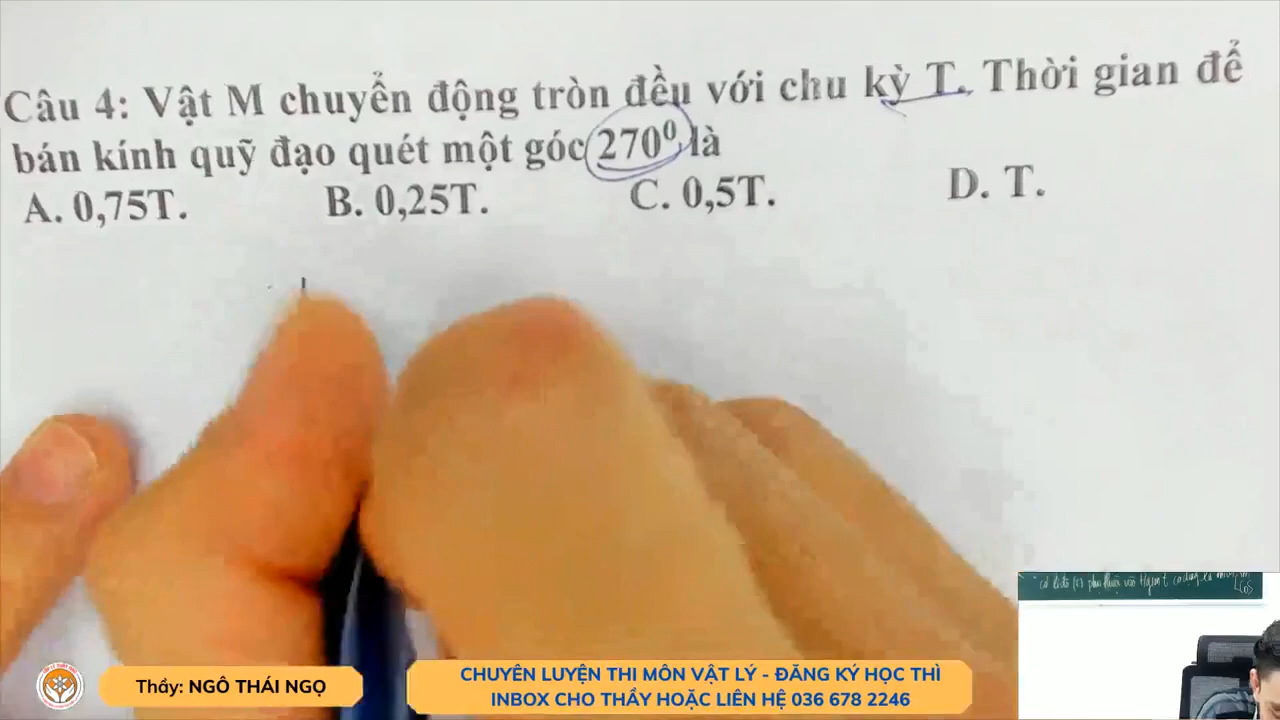 Câu 4: Vật M chuyển động tròn đều với chu kỳ T. Thời gian để
bán kính quỹ đạo quét một góc 270⁰ là
A. 0,75T. B. 0,25T. C. 0,5T. D. T.
Thầy: NGÔ THÁI NGỌ
CHUYÊN LUYỆN THI MÔN VẬT LÝ - ĐĂNG KÝ HỌC THÌ
INBOX CHO THẦY HOẶC LIÊN HỆ 036 678 2246